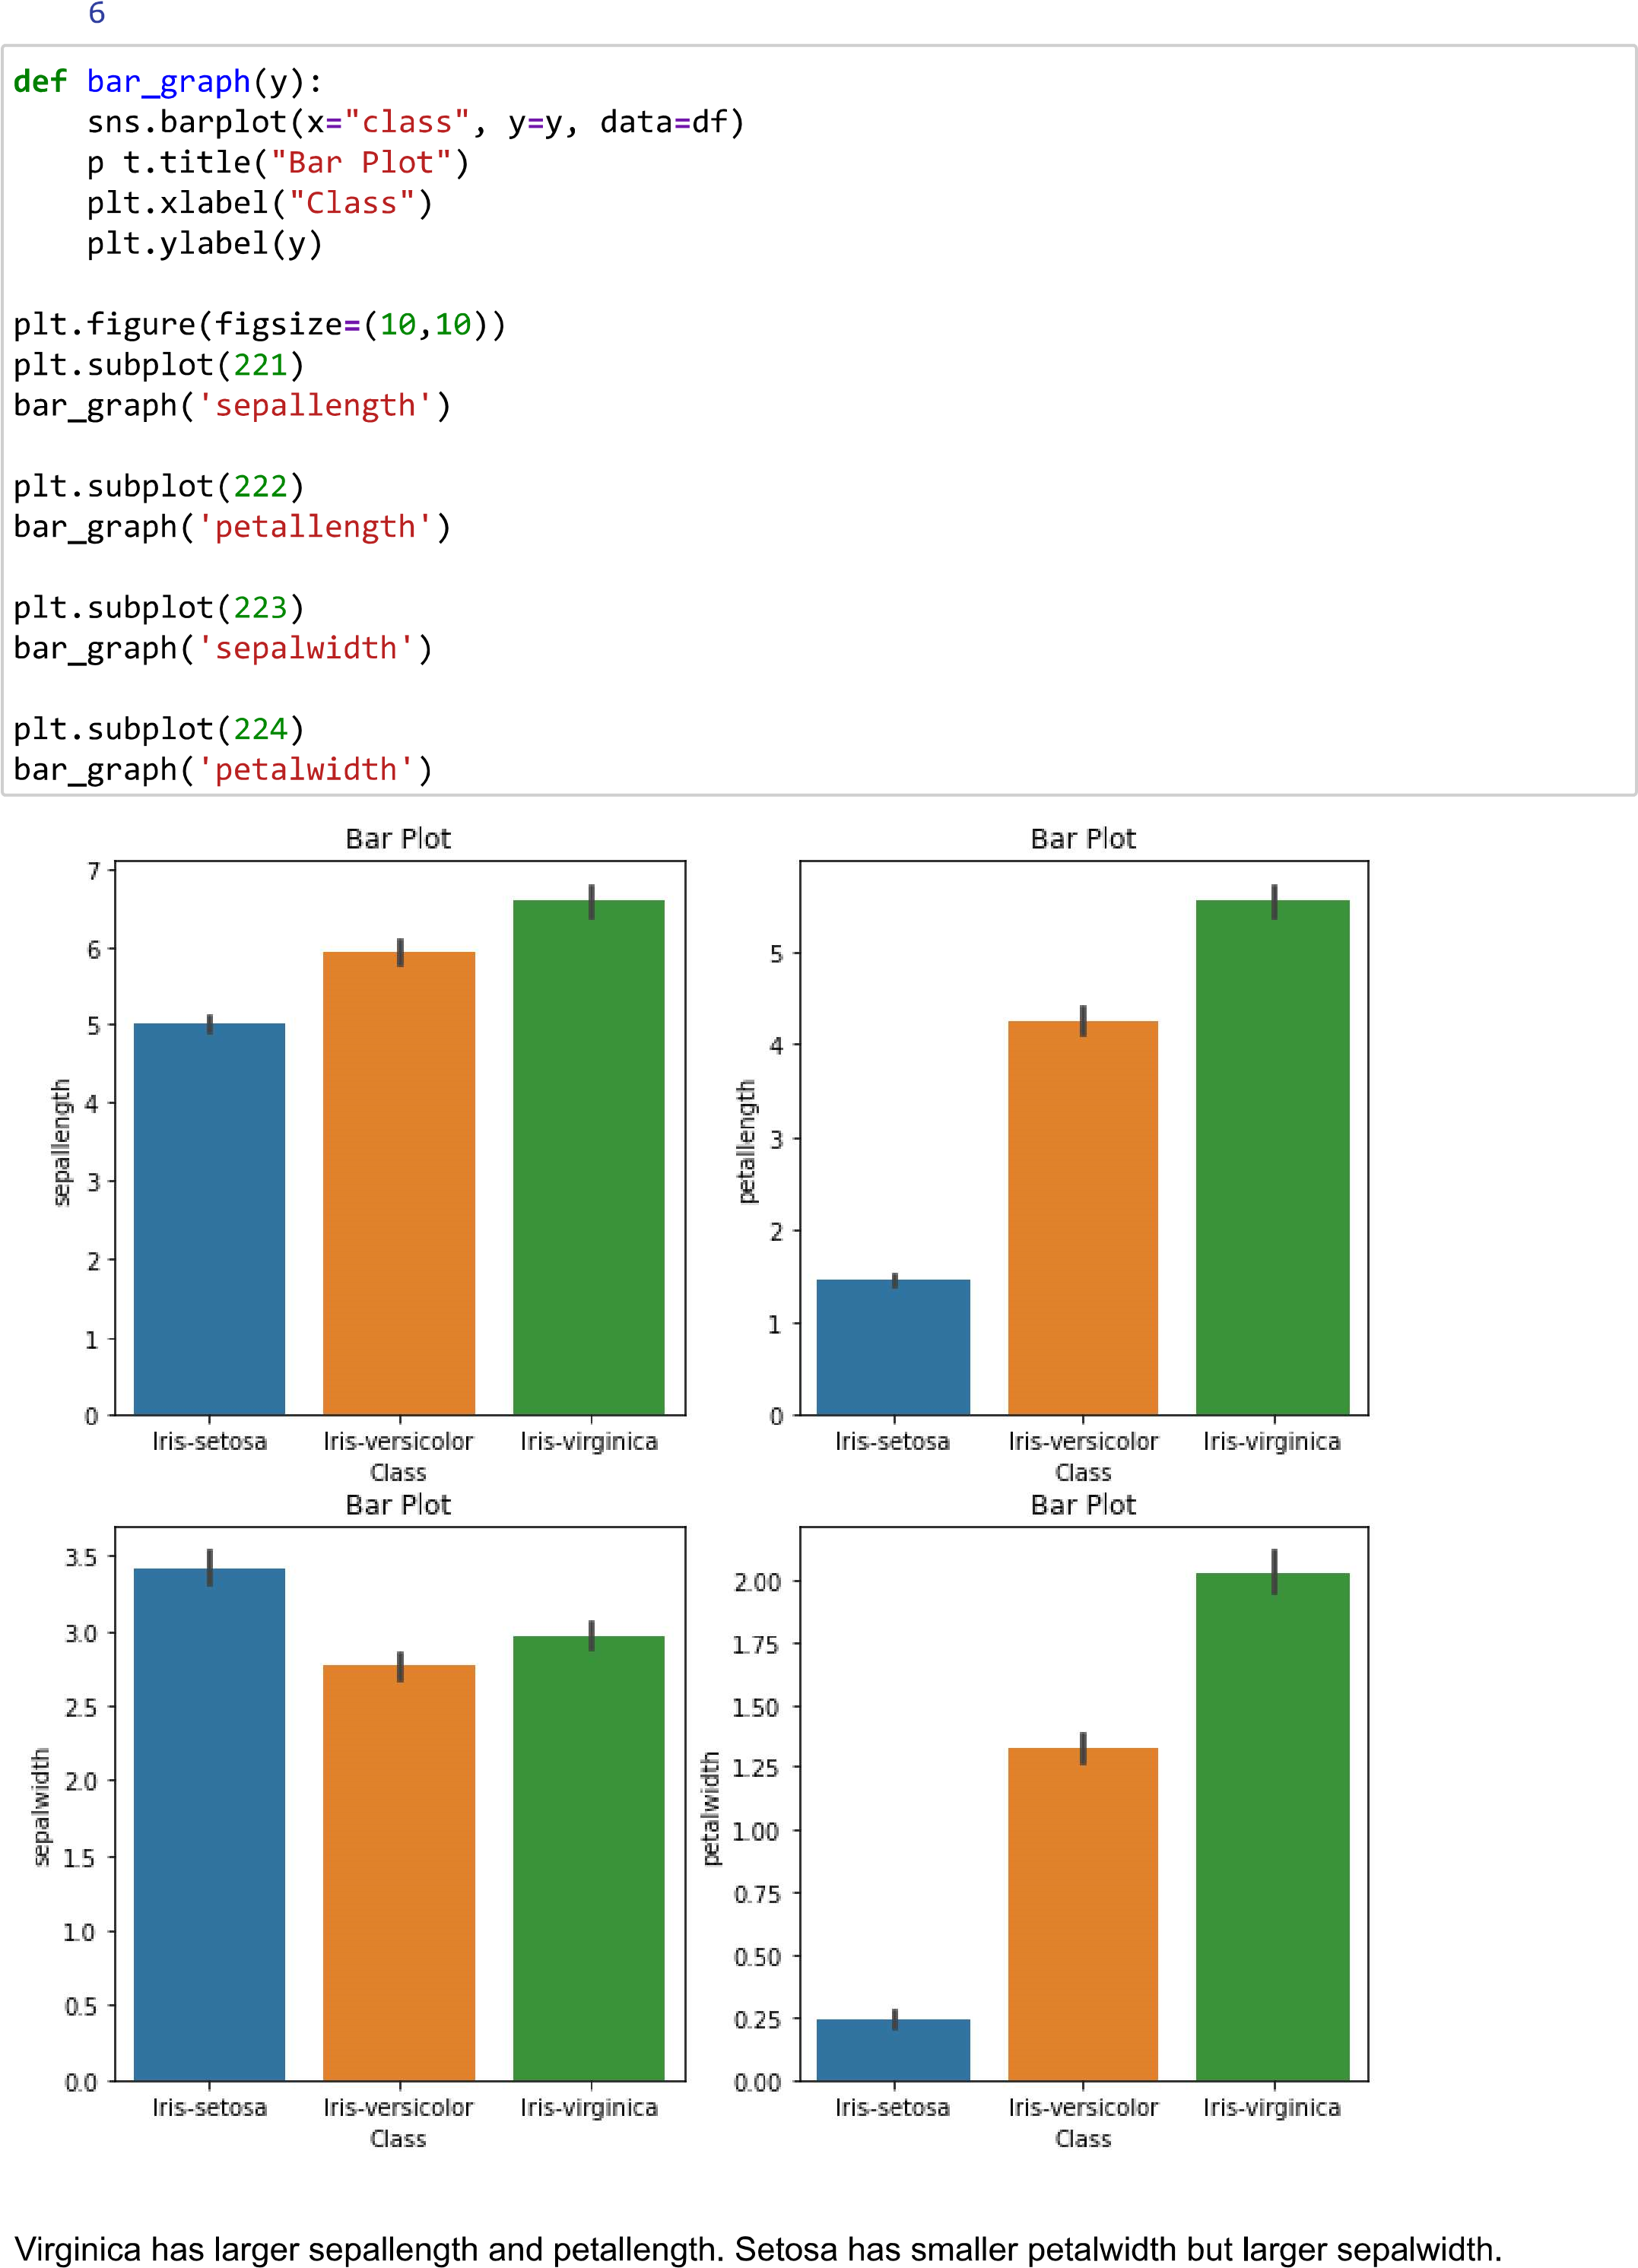 6
def bar_graph(y):
    sns.barplot(x="class", y=y, data=df)
    p t.title("Bar Plot")
    plt.xlabel("Class")
    plt.ylabel(y)
plt.figure(figsize=(10,10))
plt.subplot(221)
bar_graph('sepallength')
plt.subplot(222)
bar_graph('petallength')
plt.subplot(223)
bar_graph('sepalwidth')
plt.subplot(224)
bar_graph('petalwidth')
Bar Plot
7
6
5
4
3
2
1
0
sepallength
Iris-setosa Iris-versicolor Iris-virginica
Class
Bar Plot
5
4
3
2
1
0
petallength
Iris-setosa Iris-versicolor Iris-virginica
Class
Bar Plot
3.5
3.0
2.5
2.0
1.5
1.0
0.5
0.0
sepalwidth
Iris-setosa Iris-versicolor Iris-virginica
Class
Bar Plot
2.00
1.75
1.50
1.25
1.00
0.75
0.50
0.25
0.00
petalwidth
Iris-setosa Iris-versicolor Iris-virginica
Class
Virginica has larger sepallength and petallength. Setosa has smaller petalwidth but larger sepalwidth.